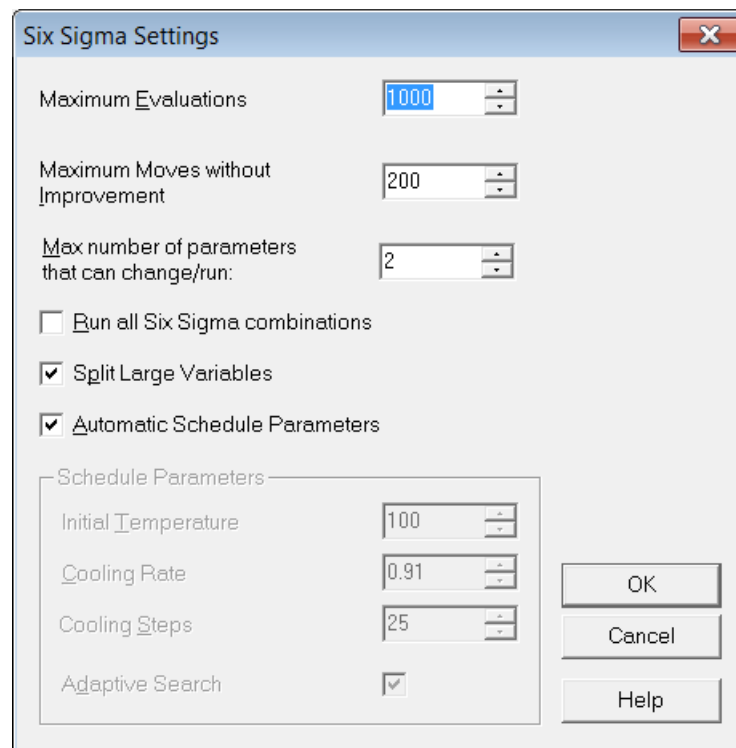 Six Sigma Settings
Maximum Evaluations 1000
Maximum Moves without
Improvement 200
Max number of parameters
that can change/run: 2
Run all Six Sigma combinations
Split Large Variables
Automatic Schedule Parameters
Schedule Parameters
Initial Temperature 100
Cooling Rate 0.91
Cooling Steps 25
Adaptive Search
OK
Cancel
Help